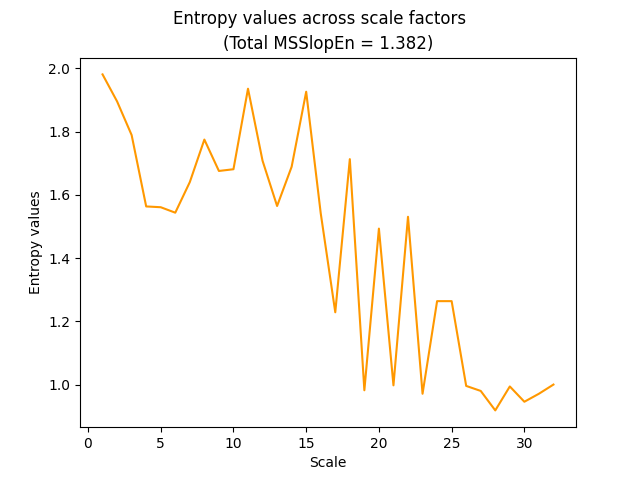 Entropy values across scale factors
(Total MSSlopEn = 1.382)
2.0
1.8
1.6
1.4
1.2
1.0
Entropy values
0 5 10 15 20 25 30
Scale